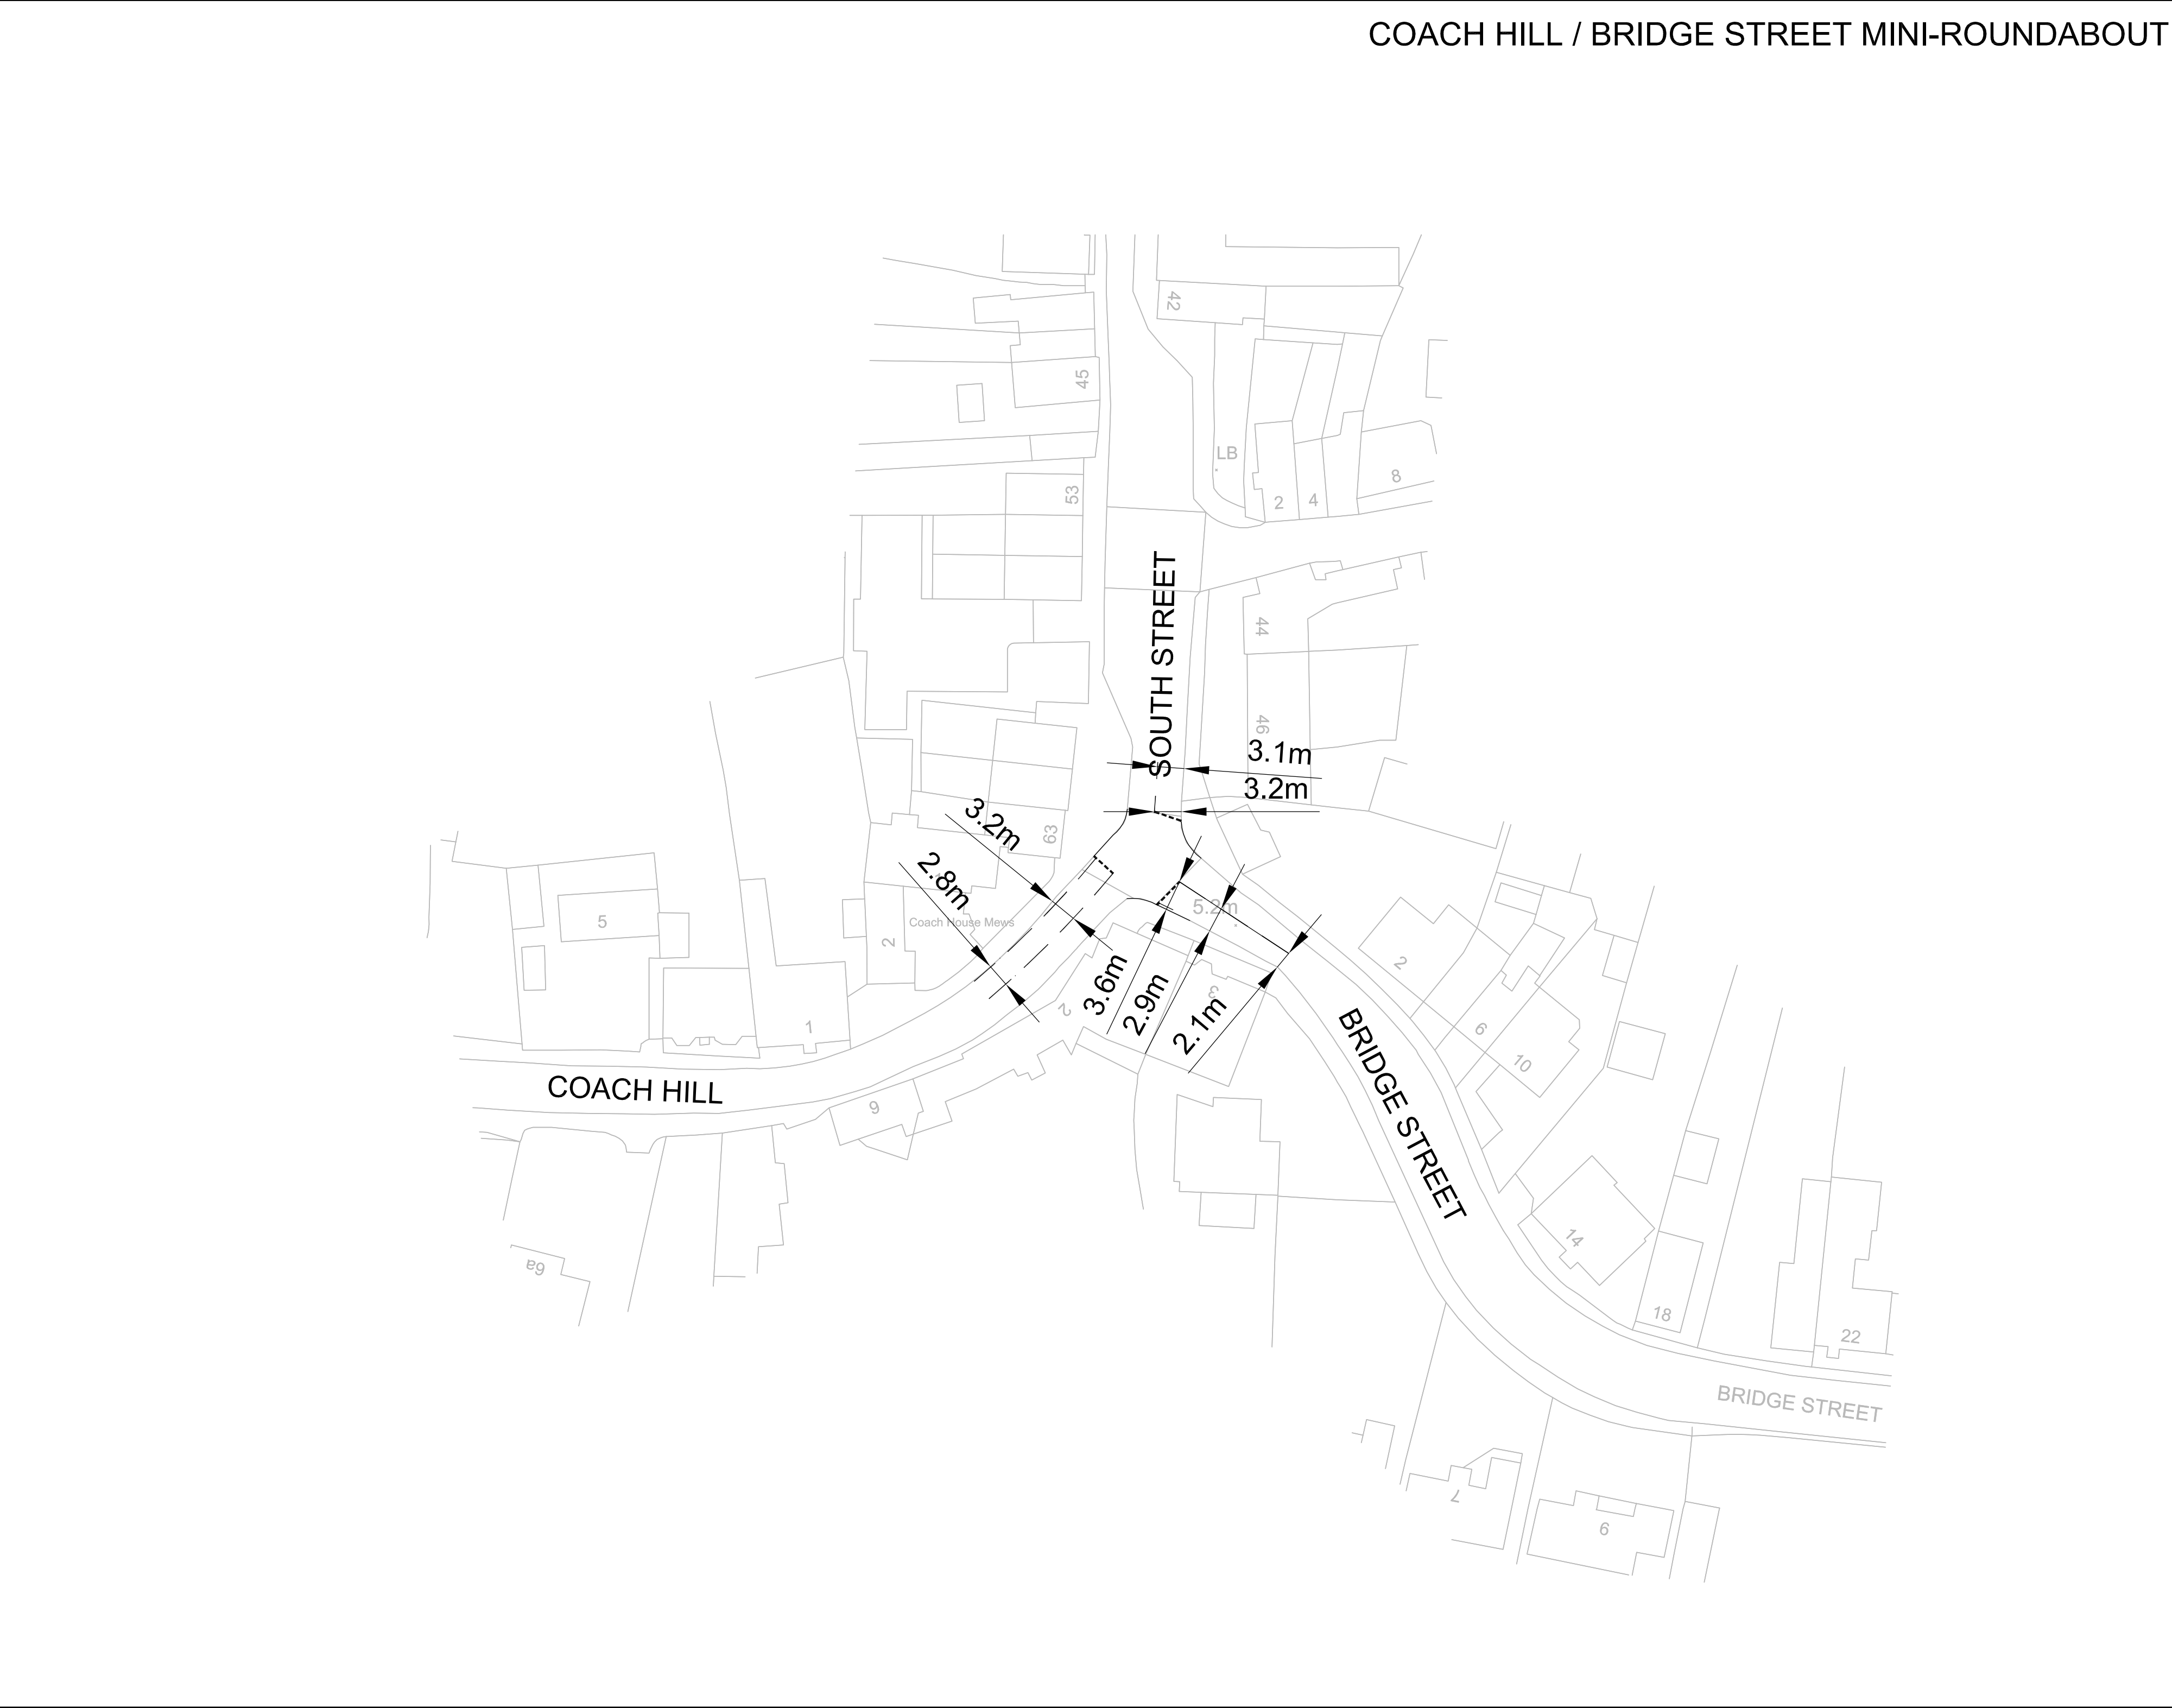 COACH HILL / BRIDGE STREET MINI-ROUNDABOUT
42
45
LB
8
53
2
4
SOUTH STREET
44
46
3.1m
3.2m
3.2m
63
2.8m
5
Coach House Mews
2
5.2m
2
3.6m
2.9m
2.1m
3
2
1
6
10
BRIDGE STREET
COACH HILL
9
14
6a
18
22
BRIDGE STREET
7
6